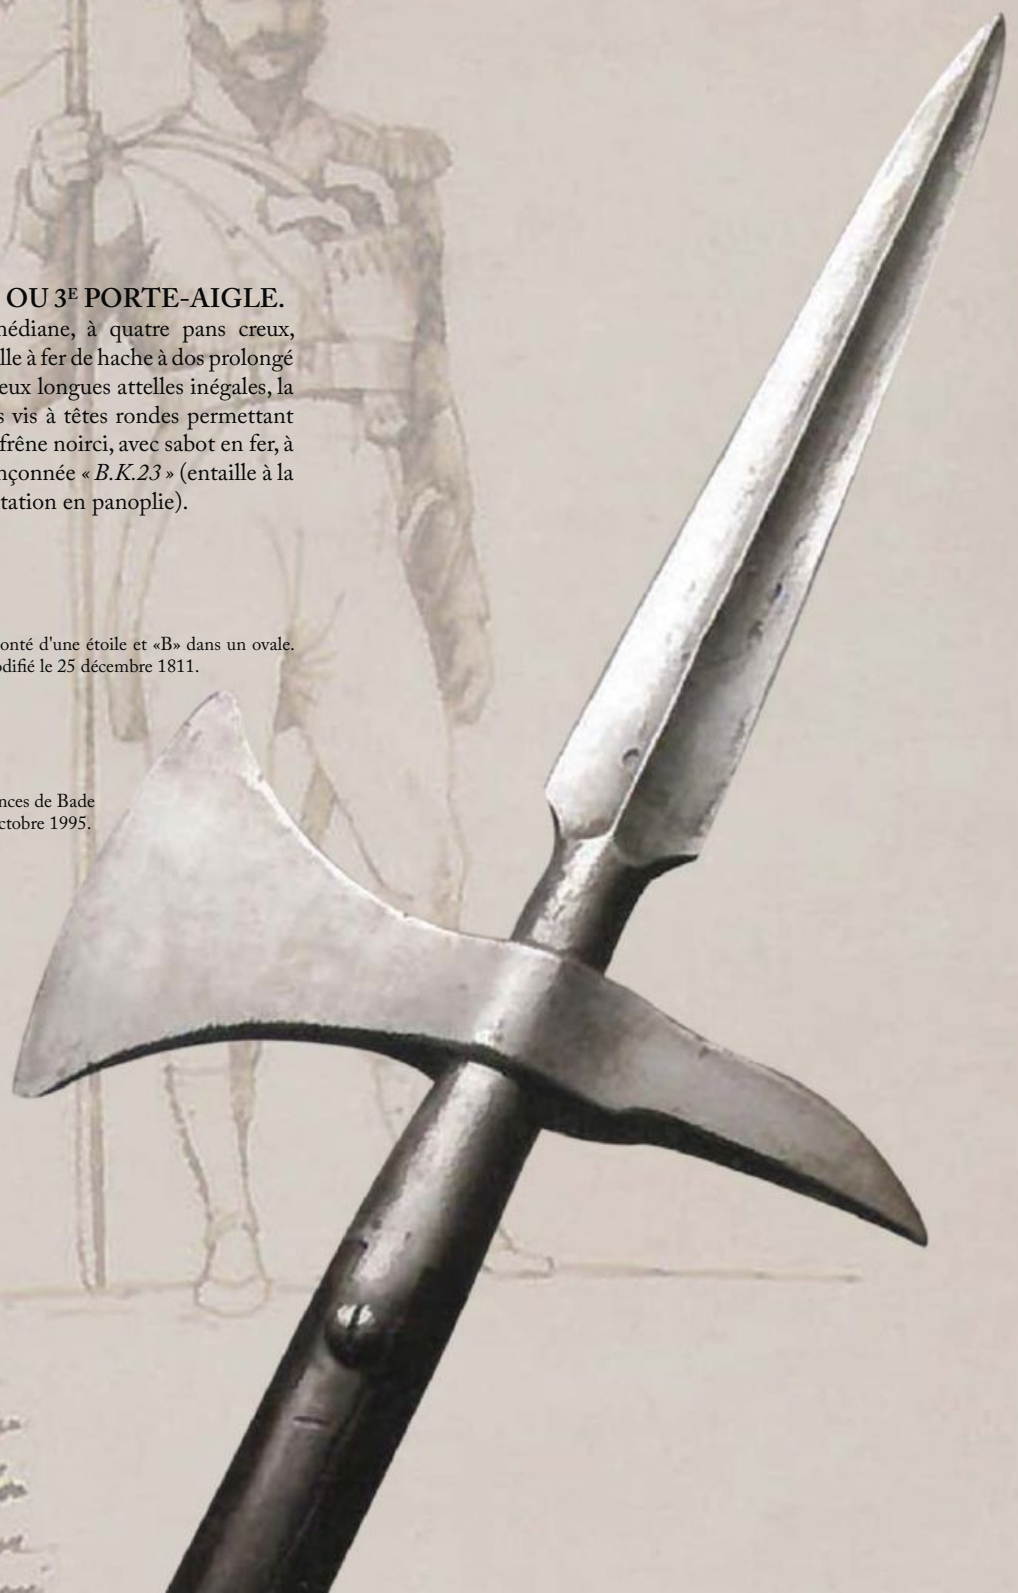 OU 3E PORTE-AIGLE.
médiane, à quatre pans creux,
lle à fer de hache à dos prolongé
eux longues attelles inégales, la
s vis à têtes rondes permettant
frêne noirci, avec sabot en fer, à
nçonnée « B.K.23 » (entaille à la
tation en panoplie).
onté d'une étoile et «B» dans un ovale.
odifié le 25 décembre 1811.
nces de Bade
ctobre 1995.